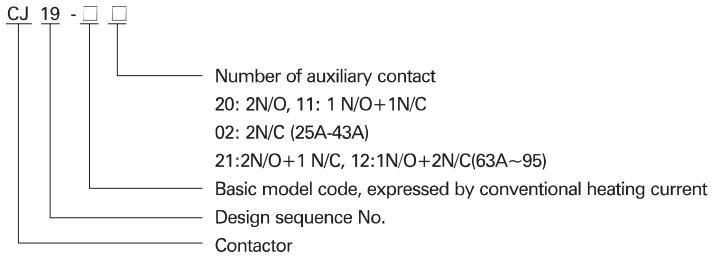 CJ 19 - □ □
Number of auxiliary contact
20: 2N/O, 11: 1 N/O+1N/C
02: 2N/C (25A-43A)
21:2N/O+1 N/C, 12:1N/O+2N/C(63A~95)
Basic model code, expressed by conventional heating current
Design sequence No.
Contactor